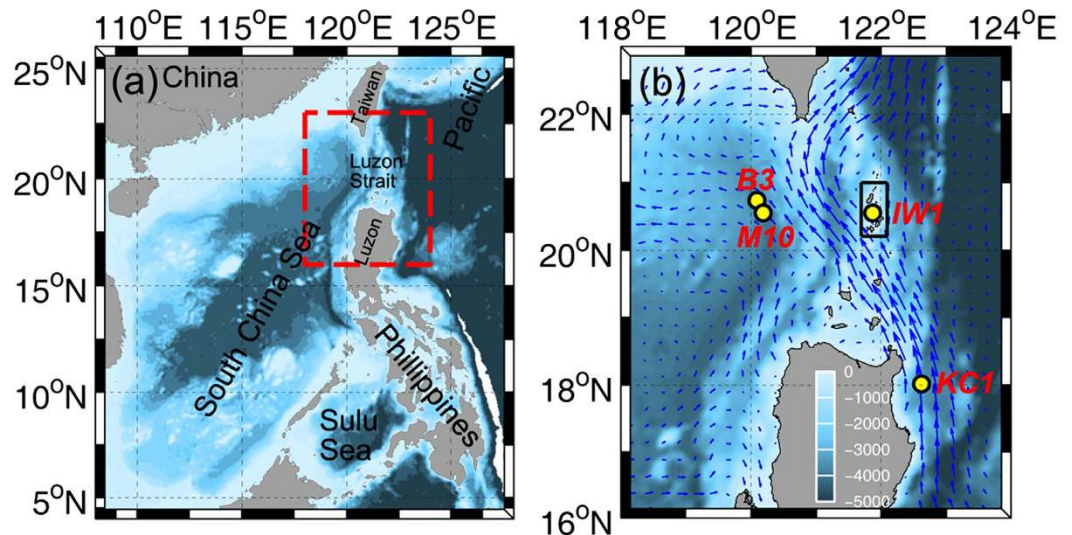 110°E 115°E 120°E 125°E
25°N
20°N
15°N
10°N
5°N
(a)
China
Taiwan
Pacific
Luzon
Strait
Luzon
South China Sea
Phillippines
Sulu
Sea
118°E 120°E 122°E 124°E
22°N
20°N
18°N
16°N
(b)
B3
M10
IW1
KC1
0
-1000
-2000
-3000
-4000
-5000